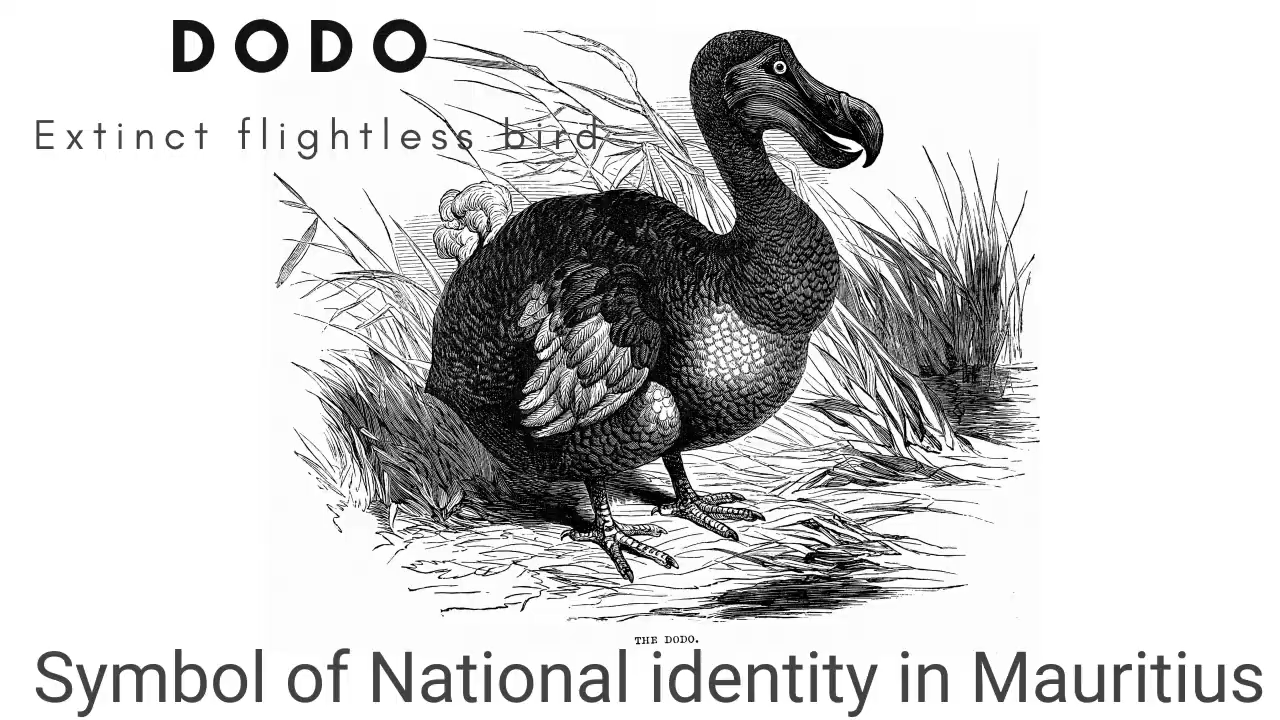 DODO
Extinct flightless bird
THE DODO.
Symbol of National identity in Mauritius